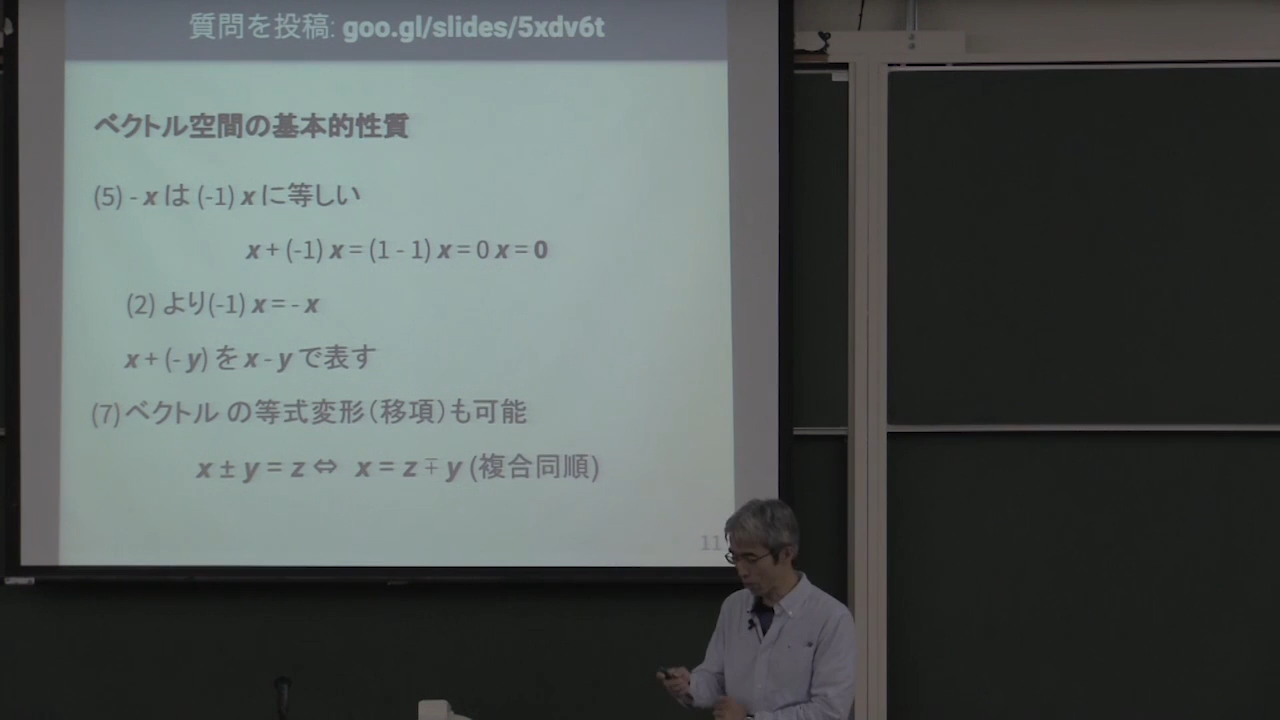 質問を投稿: goo.gl/slides/5xdv6t
ベクトル空間の基本的性質
(5) - x は (-1) x に等しい
x + (-1) x = (1 - 1) x = 0 x = 0
(2) より(-1) x = - x
x + (- y) を x - y で表す
(7)ベクトル の等式変形（移項）も可能
x ± y = z ⇔ x = z ∓ y (複合同順)
11